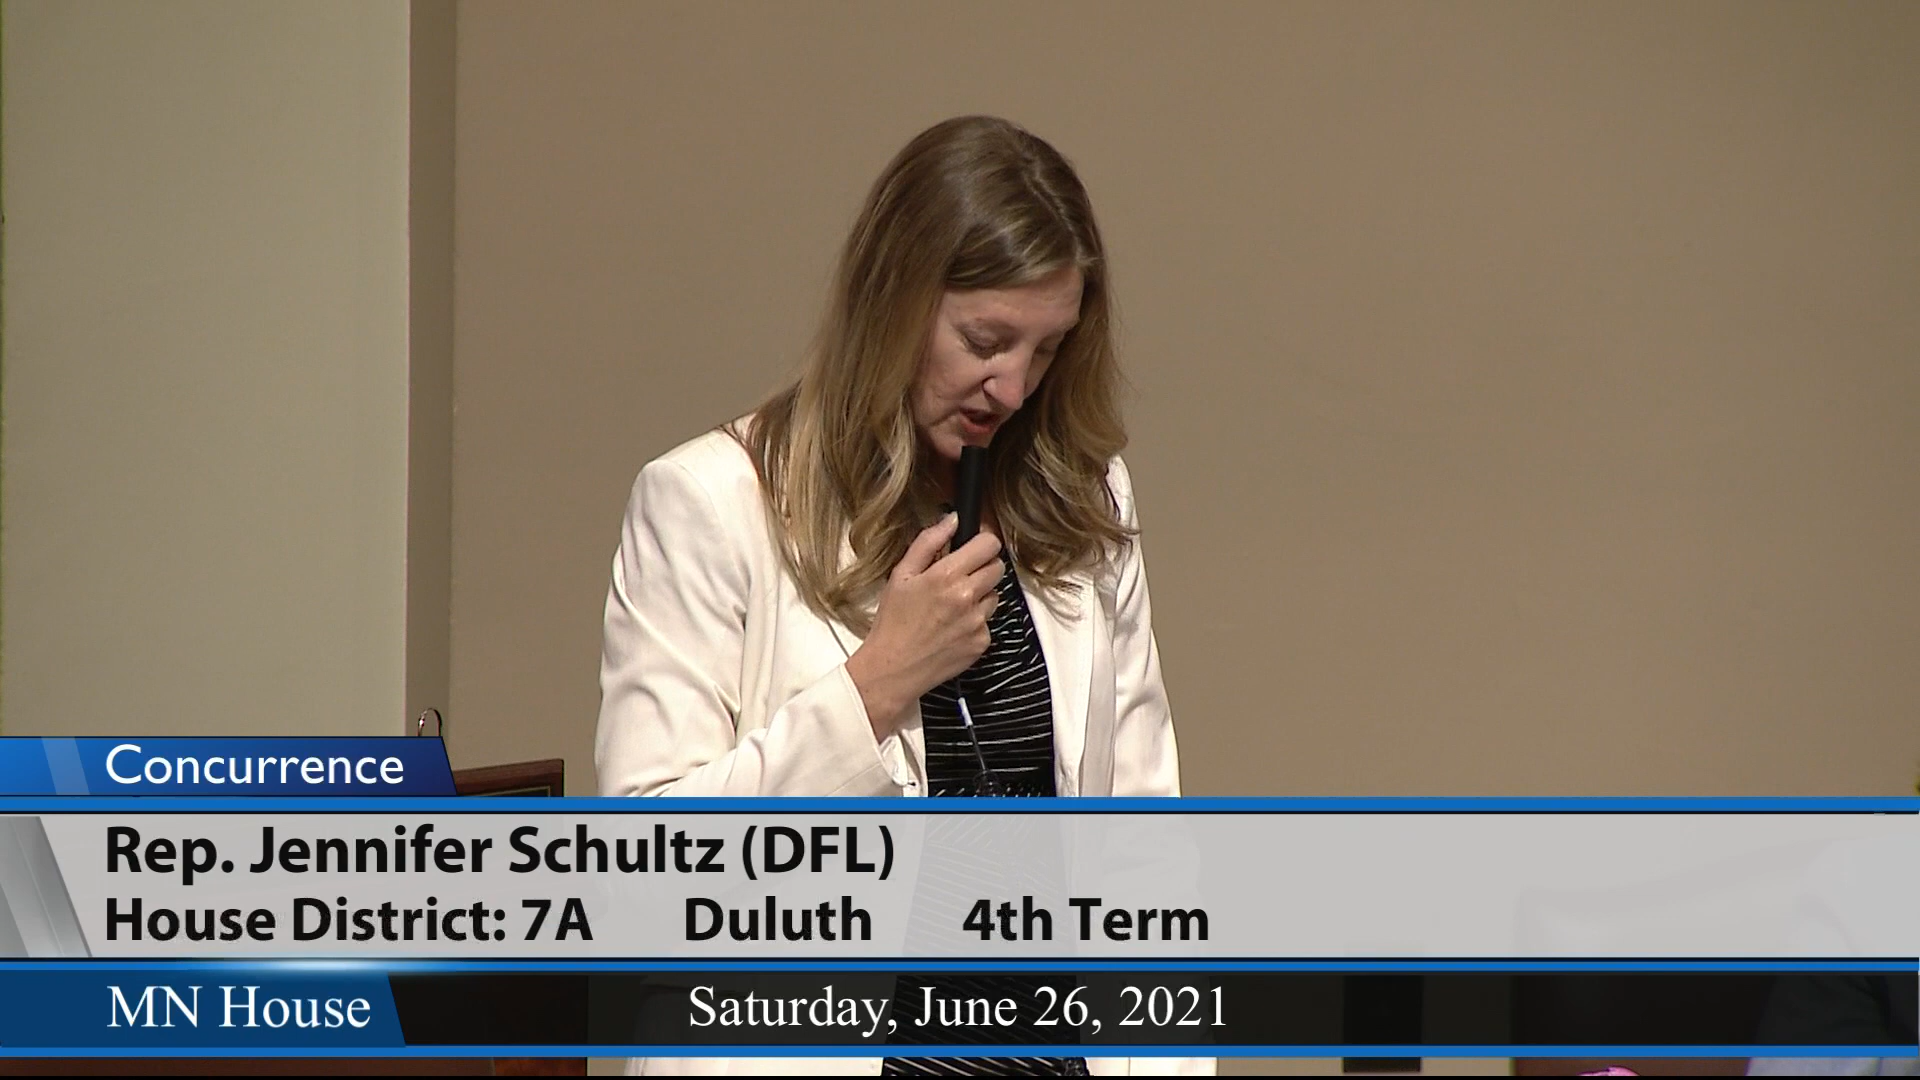 Concurrence
Rep. Jennifer Schultz (DFL)
House District: 7A Duluth 4th Term
MN House Saturday, June 26, 2021